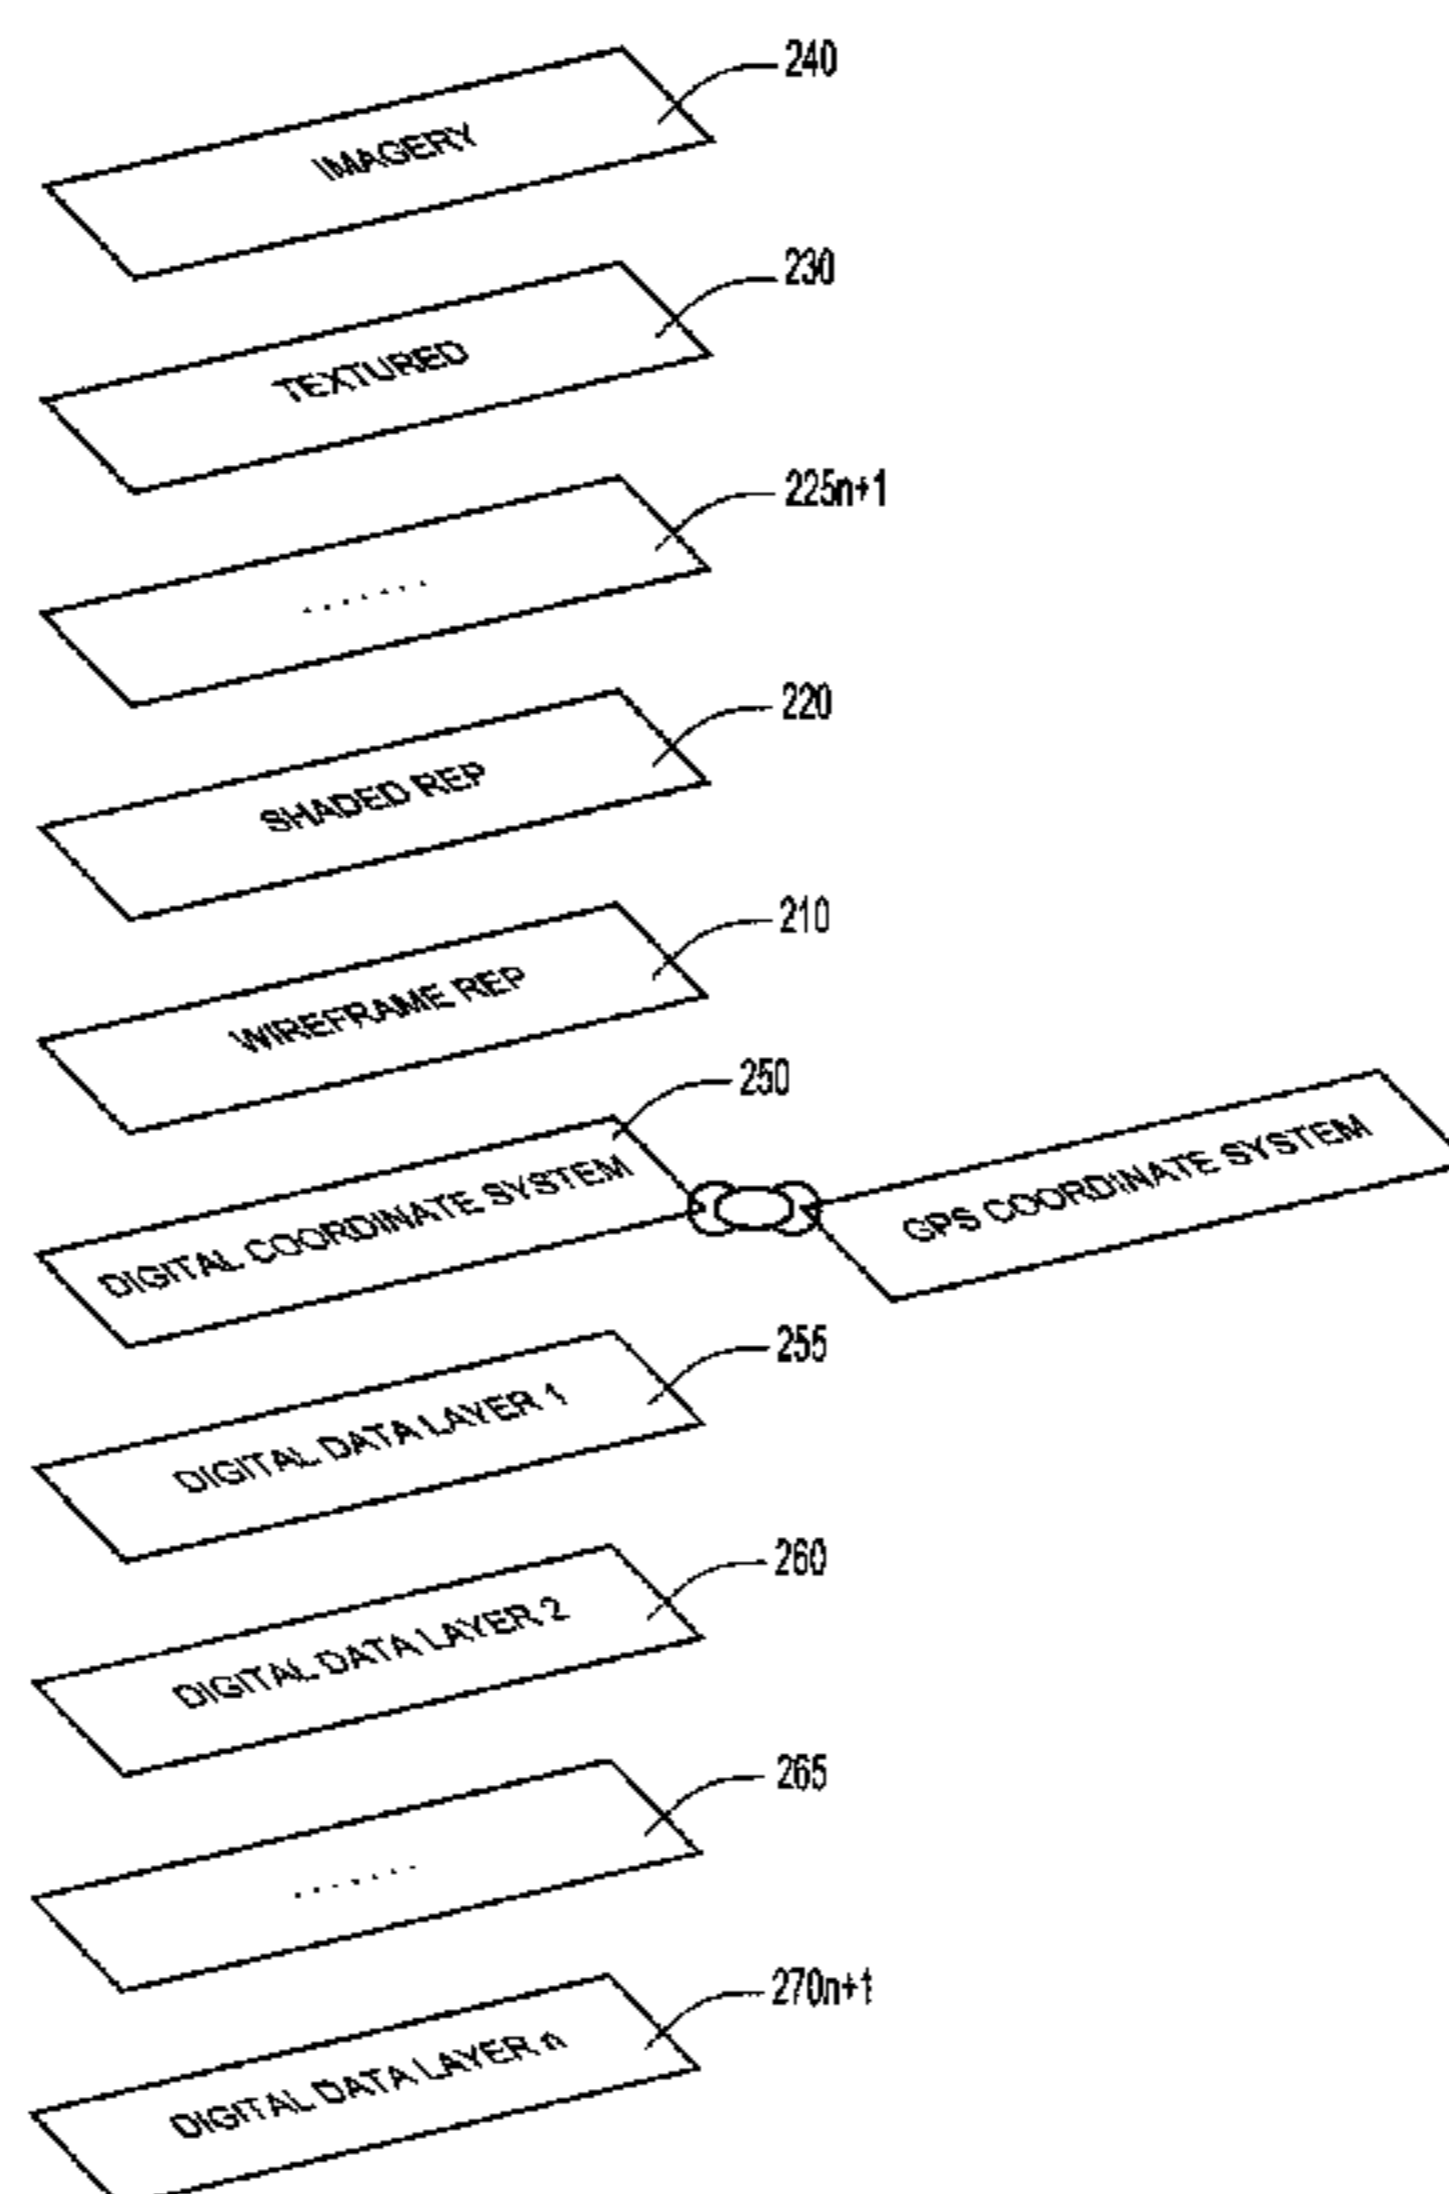 240
IMAGERY
230
TEXTURED
225n+1
.......
220
SHADED REP
210
WIREFRAME REP
250
DIGITAL COORDINATE SYSTEM
GPS COORDINATE SYSTEM
255
DIGITAL DATA LAYER 1
260
DIGITAL DATA LAYER 2
265
.......
270n+1
DIGITAL DATA LAYER n